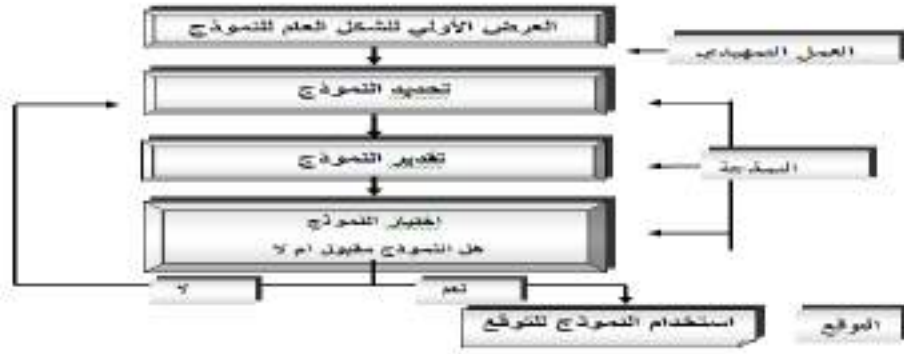 العرض الأولي للشكل العام للنموذج
العمل التمهيدي
تحديد النموذج
تقدير النموذج
النمذجة
اختبار النموذج
هل النموذج مقبول ام لا
لا
نعم
استخدام النموذج للتوقع
التوقع